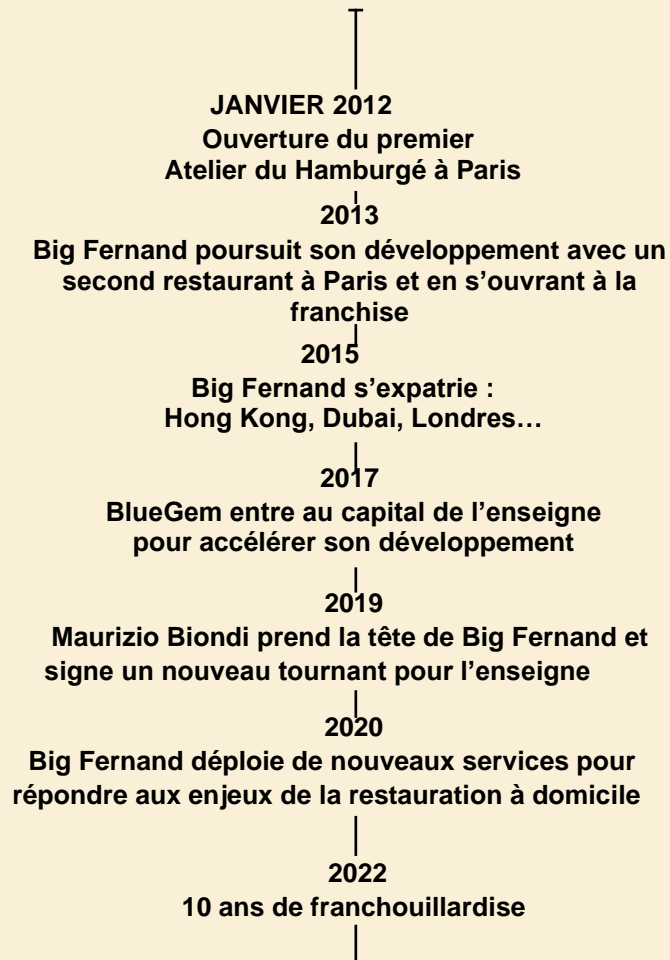 JANVIER 2012
Ouverture du premier
Atelier du Hamburgé à Paris
2013
Big Fernand poursuit son développement avec un
second restaurant à Paris et en s’ouvrant à la
franchise
2015
Big Fernand s’expatrie :
Hong Kong, Dubai, Londres…
2017
BlueGem entre au capital de l’enseigne
pour accélérer son développement
2019
Maurizio Biondi prend la tête de Big Fernand et
signe un nouveau tournant pour l’enseigne
2020
Big Fernand déploie de nouveaux services pour
répondre aux enjeux de la restauration à domicile
2022
10 ans de franchouillardise